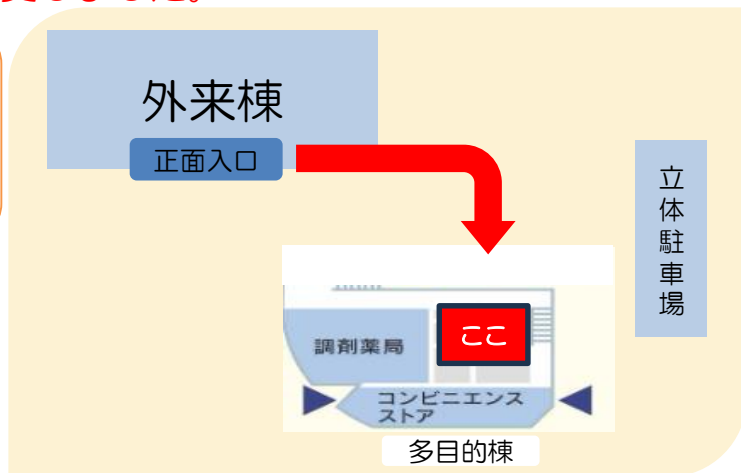 外来棟
正面入口
立体駐車場
ここ
調剤薬局
コンビニエンス
ストア
多目的棟